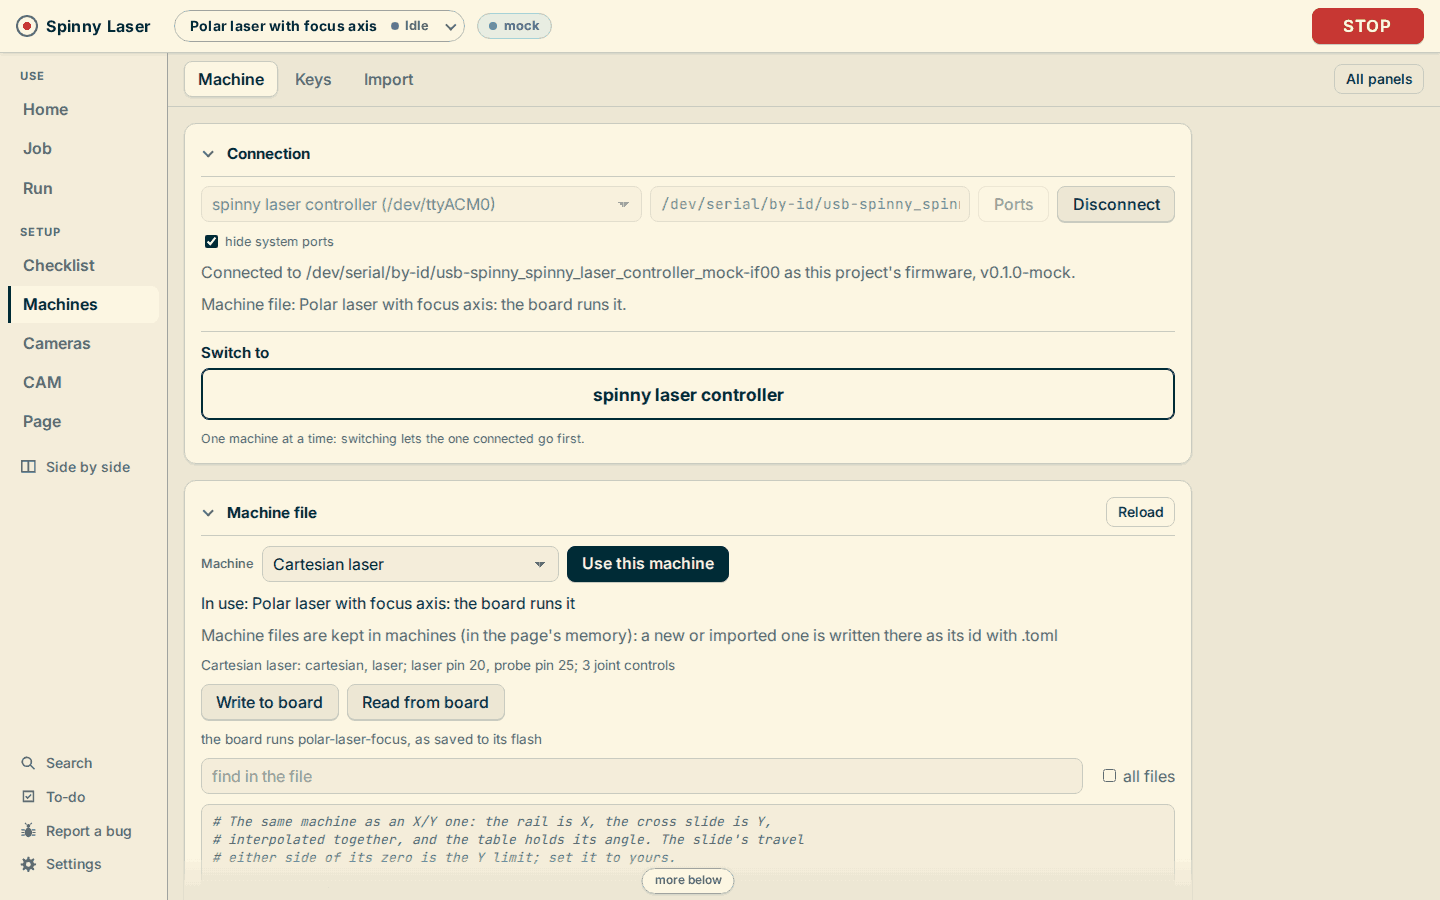 Spinny Laser
Polar laser with focus axis Idle
mock
STOP
USE
Home
Job
Run
SETUP
Checklist
Machines
Cameras
CAM
Page
Side by side
Search
To-do
Report a bug
Settings
Machine Keys Import
All panels
Connection
spinny laser controller (/dev/ttyACM0)
/dev/serial/by-id/usb-spinny_spin
Ports
Disconnect
hide system ports
Connected to /dev/serial/by-id/usb-spinny_spinny_laser_controller_mock-if00 as this project's firmware, v0.1.0-mock.
Machine file: Polar laser with focus axis: the board runs it.
Switch to
spinny laser controller
One machine at a time: switching lets the one connected go first.
Machine file
Reload
Machine Cartesian laser Use this machine
In use: Polar laser with focus axis: the board runs it
Machine files are kept in machines (in the page's memory): a new or imported one is written there as its id with .toml
Cartesian laser: cartesian, laser; laser pin 20, probe pin 25; 3 joint controls
Write to board Read from board
the board runs polar-laser-focus, as saved to its flash
find in the file
all files
# The same machine as an X/Y one: the rail is X, the cross slide is Y,
# interpolated together, and the table holds its angle. The slide's travel
# either side of its zero is the Y limit; set it to yours.
more below